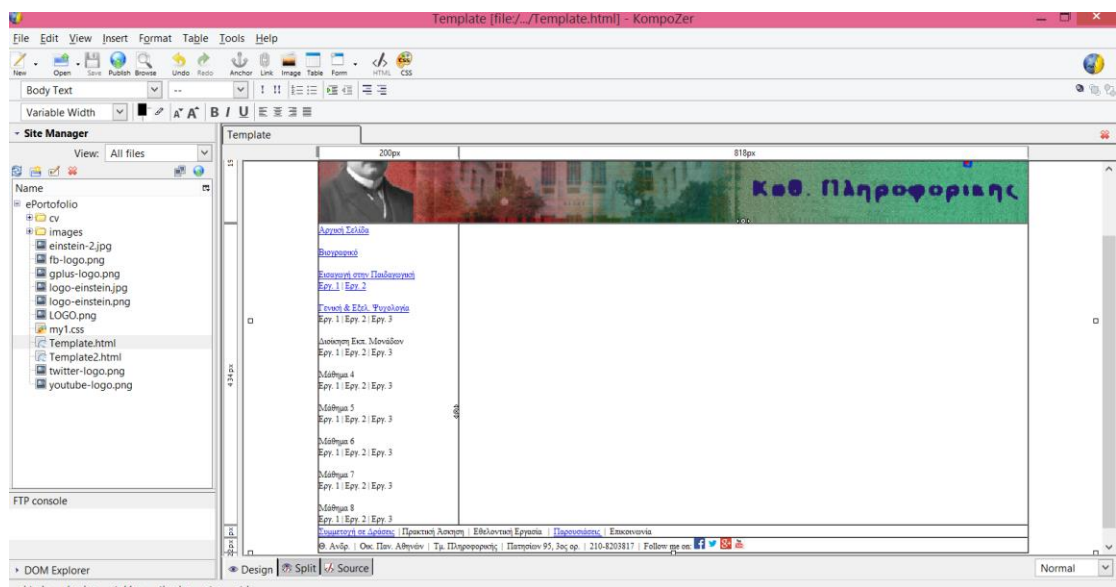 Template [file:/.../Template.html] - KompoZer
File Edit View Insert Format Table Tools Help
New Open Save Publish Browse Undo Redo Anchor Link Image Table Form HTML CSS
Body Text --
Variable Width A A B I U
Site Manager
Template
View: All files
200px 818px
Name
ePortofolio
cv
images
einstein-2.jpg
fb-logo.png
gplus-logo.png
logo-einstein.jpg
logo-einstein.png
LOGO.png
my1.css
Template.html
Template2.html
twitter-logo.png
youtube-logo.png
FTP console
DOM Explorer
15
434px
Καθ. Πληροφορικης
Αρχική Σελίδα
Βιογραφικό
Εισαγωγή στην Παιδαγωγική
Εργ. 1 | Εργ. 2
Γενική & Εξελ. Ψυχολογία
Εργ. 1 | Εργ. 2 | Εργ. 3
Διοίκηση Εκπ. Μονάδων
Εργ. 1 | Εργ. 2 | Εργ. 3
Μάθημα 4
Εργ. 1 | Εργ. 2 | Εργ. 3
Μάθημα 5
Εργ. 1 | Εργ. 2 | Εργ. 3
Μάθημα 6
Εργ. 1 | Εργ. 2 | Εργ. 3
Μάθημα 7
Εργ. 1 | Εργ. 2 | Εργ. 3
Μάθημα 8
Εργ. 1 | Εργ. 2 | Εργ. 3
Συμμετοχή σε Δράσεις | Πρακτική Άσκηση | Εθελοντική Εργασία | Παρουσιάσεις | Επικοινωνία
Θ. Ανδρ. | Οικ. Παν. Αθηνών | Τμ. Πληροφορικής | Πατησίων 95, 3ος ορ. | 210-8203817 | Follow me on:
Design Split Source
Normal